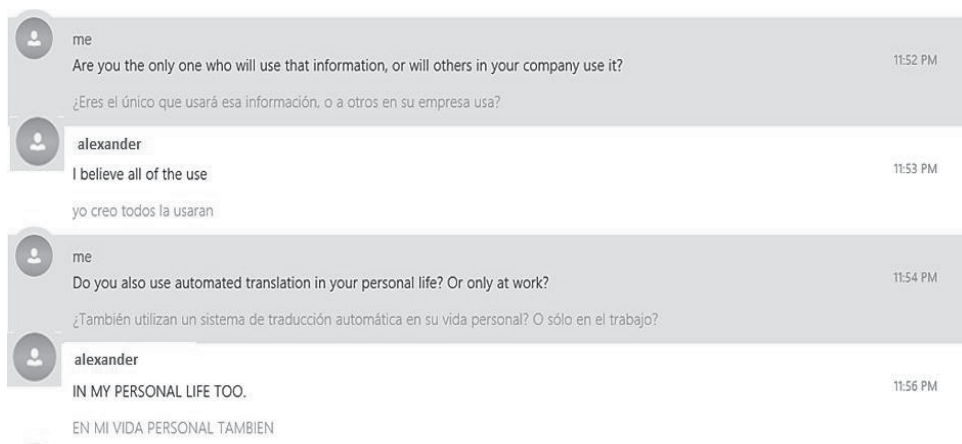 me
Are you the only one who will use that information, or will others in your company use it?
11:52 PM
¿Eres el único que usará esa información, o a otros en su empresa usa?
alexander
I believe all of the use
11:53 PM
yo creo todos la usaran
me
Do you also use automated translation in your personal life? Or only at work?
11:54 PM
¿También utilizan un sistema de traducción automática en su vida personal? O sólo en el trabajo?
alexander
IN MY PERSONAL LIFE TOO.
11:56 PM
EN MI VIDA PERSONAL TAMBIEN